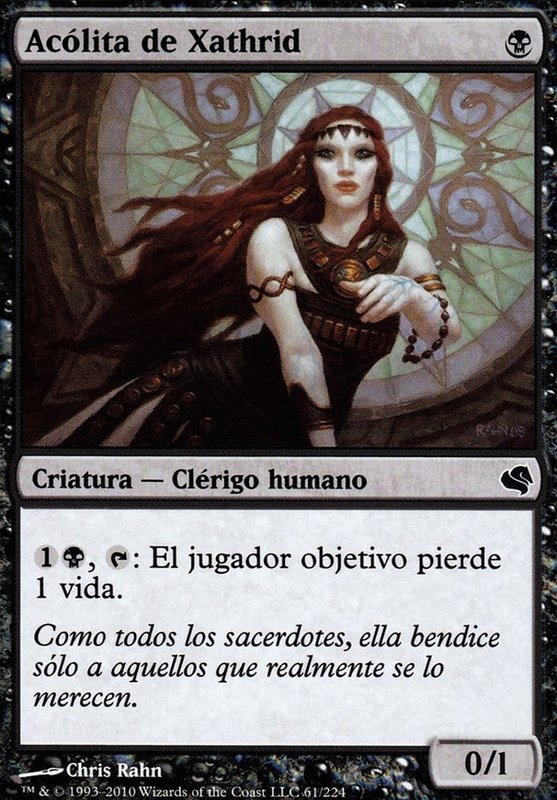 Acólita de Xathrid
RAHN 08
Criatura — Clérigo humano
1, : El jugador objetivo pierde
1 vida.
Como todos los sacerdotes, ella bendice
sólo a aquellos que realmente se lo
merecen.
0/1
Chris Rahn
™ & © 1993–2010 Wizards of the Coast LLC 61/224